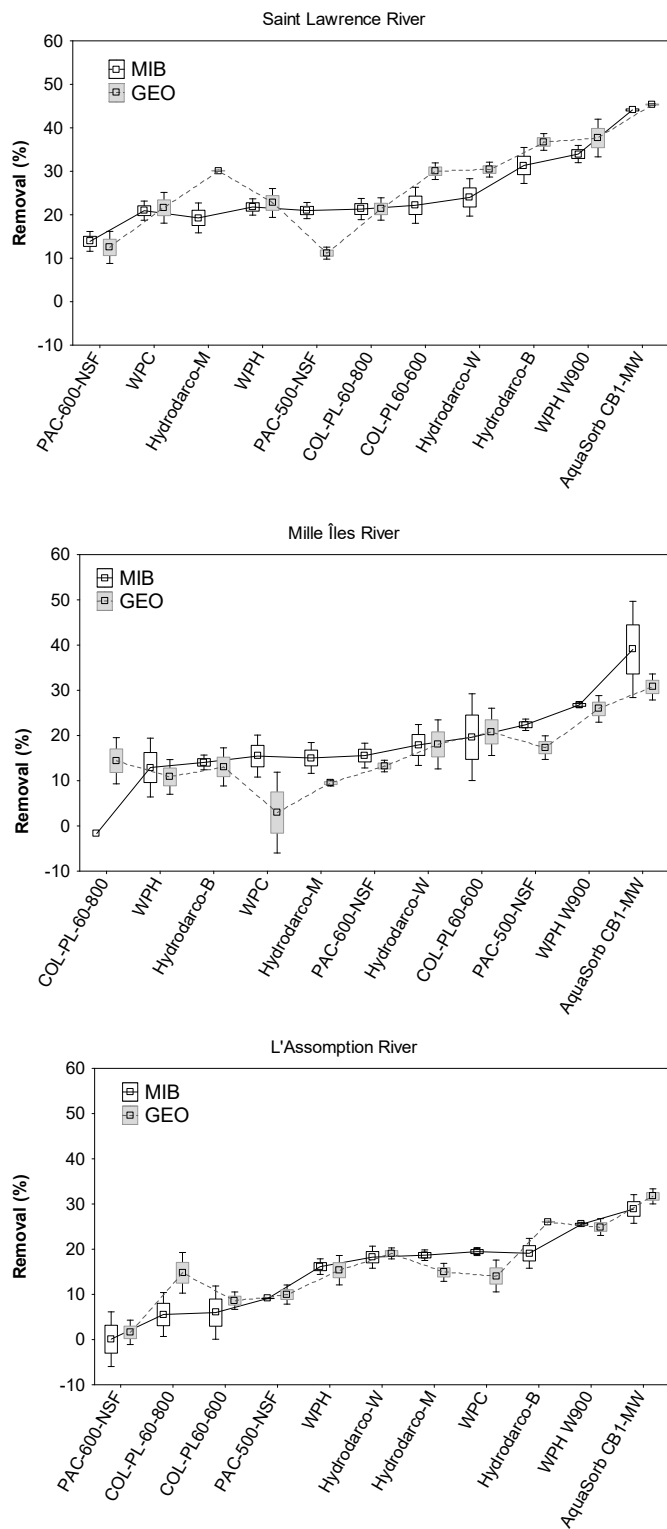 Saint Lawrence River
60
50
40
30
20
10
0
-10
Removal (%)
MIB
GEO
PAC-600-NSF
WPC
Hydrodarco-M
WPH
PAC-500-NSF
COL-PL-60-800
COL-PL60-600
Hydrodarco-W
Hydrodarco-B
WPH W900
AquaSorb CB1-MW
Mille Îles River
60
50
40
30
20
10
0
-10
Removal (%)
MIB
GEO
COL-PL-60-800
WPH
Hydrodarco-B
WPC
Hydrodarco-M
PAC-600-NSF
Hydrodarco-W
COL-PL60-600
PAC-500-NSF
WPH W900
AquaSorb CB1-MW
L'Assomption River
60
50
40
30
20
10
0
-10
Removal (%)
MIB
GEO
PAC-600-NSF
COL-PL-60-800
COL-PL60-600
PAC-500-NSF
WPH
Hydrodarco-W
Hydrodarco-M
WPC
Hydrodarco-B
WPH W900
AquaSorb CB1-MW